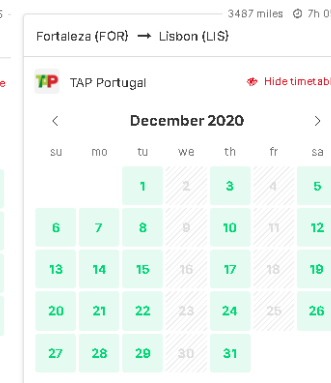 3487 miles 7h 0
Fortaleza (FOR) → Lisbon (LIS)
TAP TAP Portugal Hide timetabl
December 2020
su mo tu we th fr sa
1 2 3 4 5
6 7 8 9 10 11 12
13 14 15 16 17 18 19
20 21 22 23 24 25 26
27 28 29 30 31